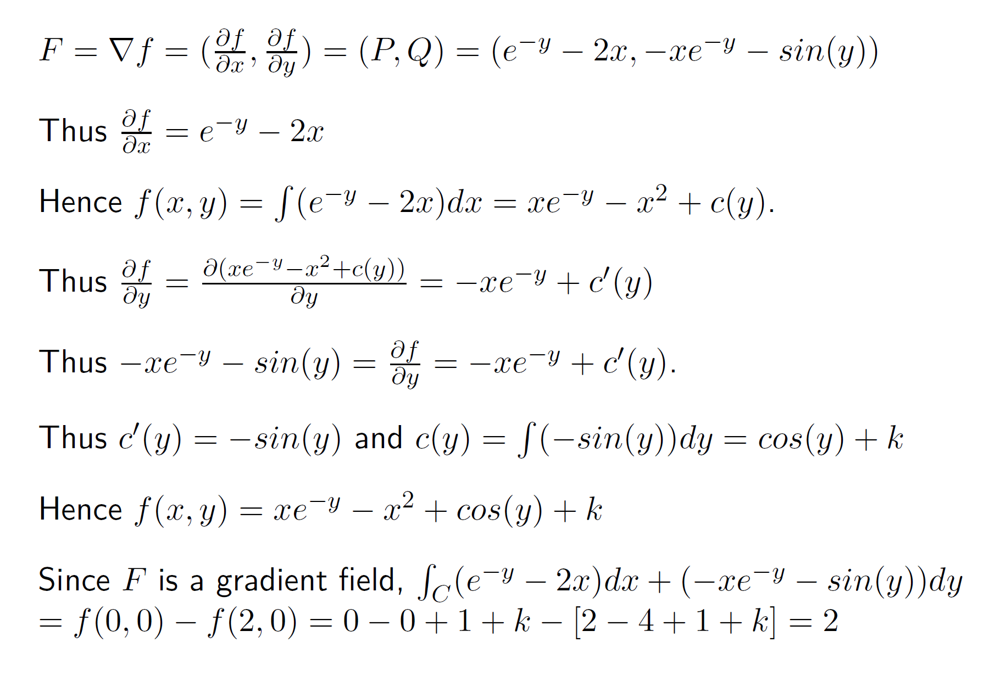 $F = \nabla f = (\frac{\partial f}{\partial x}, \frac{\partial f}{\partial y}) = (P, Q) = (e^{-y} - 2x, -xe^{-y} - sin(y))$
Thus $\frac{\partial f}{\partial x} = e^{-y} - 2x$
Hence $f(x, y) = \int (e^{-y} - 2x)dx = xe^{-y} - x^2 + c(y)$.
Thus $\frac{\partial f}{\partial y} = \frac{\partial (xe^{-y} - x^2 + c(y))}{\partial y} = -xe^{-y} + c'(y)$
Thus $-xe^{-y} - sin(y) = \frac{\partial f}{\partial y} = -xe^{-y} + c'(y)$.
Thus $c'(y) = -sin(y)$ and $c(y) = \int (-sin(y))dy = cos(y) + k$
Hence $f(x, y) = xe^{-y} - x^2 + cos(y) + k$
Since $F$ is a gradient field, $\int_C (e^{-y} - 2x)dx + (-xe^{-y} - sin(y))dy$
$= f(0, 0) - f(2, 0) = 0 - 0 + 1 + k - [2 - 4 + 1 + k] = 2$